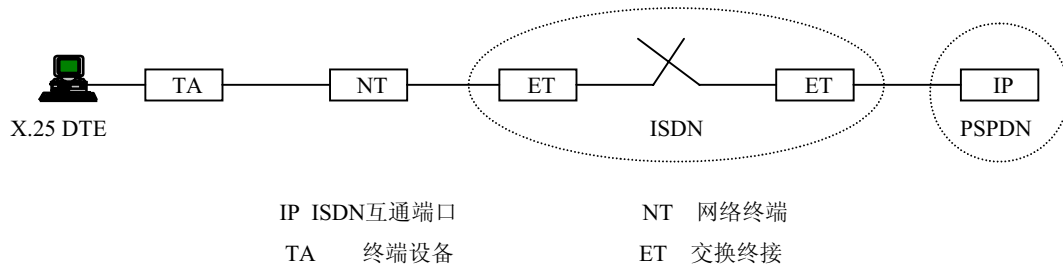 TA NT ET ET IP
X.25 DTE ISDN PSPDN
IP ISDN互通端口 NT 网络终端
TA 终端设备 ET 交换终接